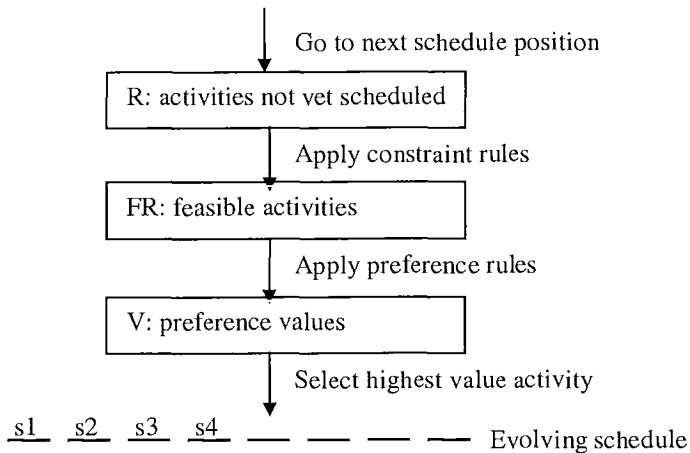 Go to next schedule position
R: activities not vet scheduled
Apply constraint rules
FR: feasible activities
Apply preference rules
V: preference values
Select highest value activity
s1 s2 s3 s4
Evolving schedule